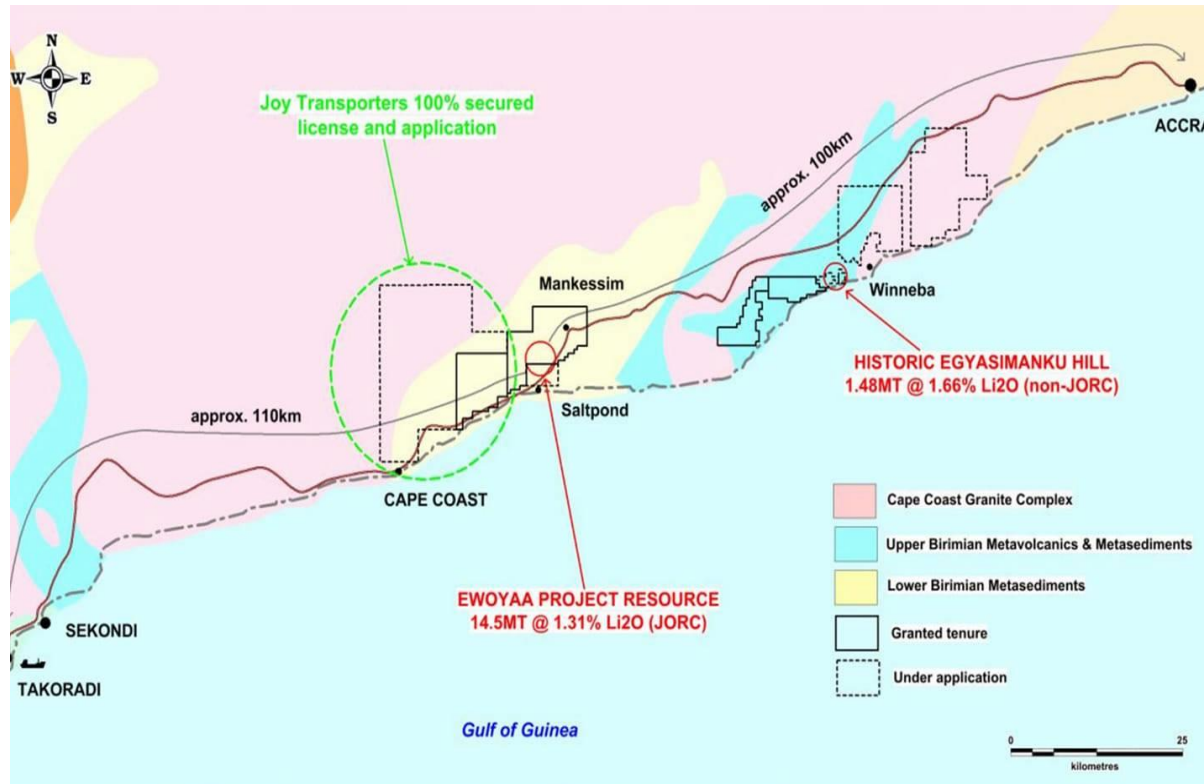 N
W E
S
Joy Transporters 100% secured
license and application
ACCRA
approx. 100km
Mankessim
Winneba
HISTORIC EGYASIMANKU HILL
1.48MT @ 1.66% Li2O (non-JORC)
approx. 110km
Saltpond
CAPE COAST
Cape Coast Granite Complex
Upper Birimian Metavolcanics & Metasediments
Lower Birimian Metasediments
EWOYAA PROJECT RESOURCE
14.5MT @ 1.31% Li2O (JORC)
Granted tenure
SEKONDI
Under application
TAKORADI
Gulf of Guinea
0 25
kilometres